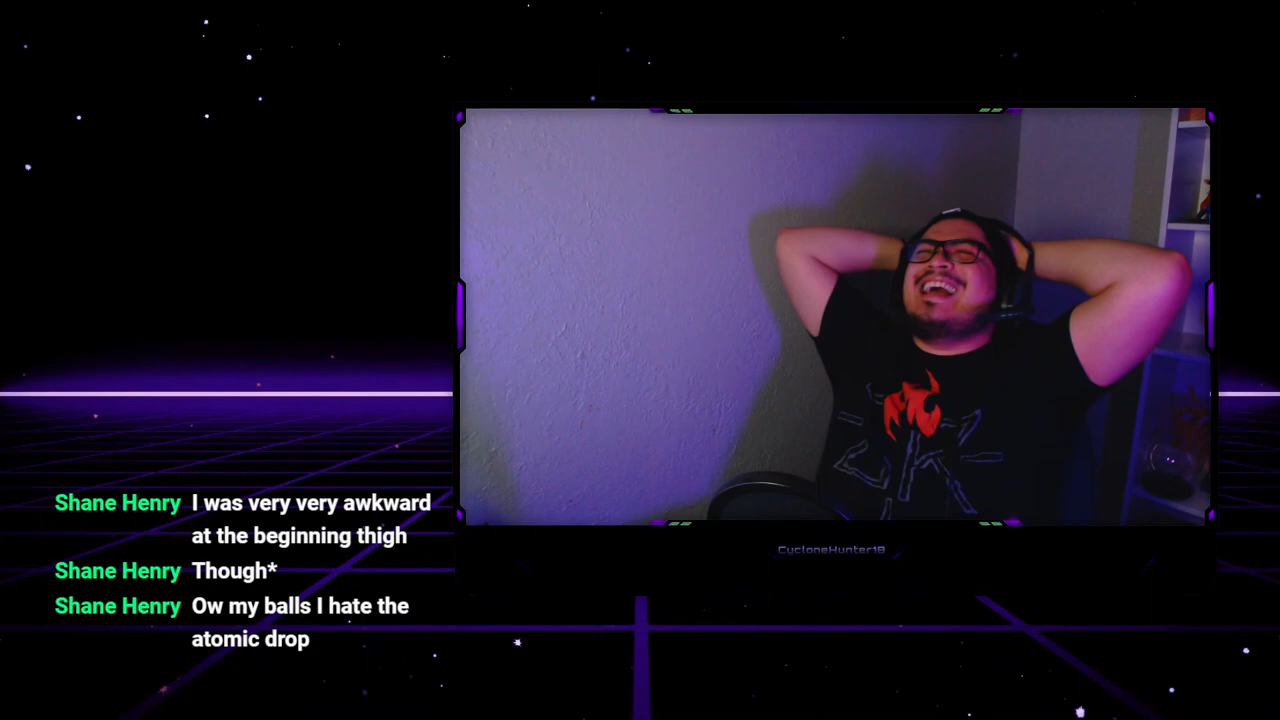 Shane Henry I was very very awkward
at the beginning thigh
Shane Henry Though*
Shane Henry Ow my balls I hate the
atomic drop
CycloneHunter18